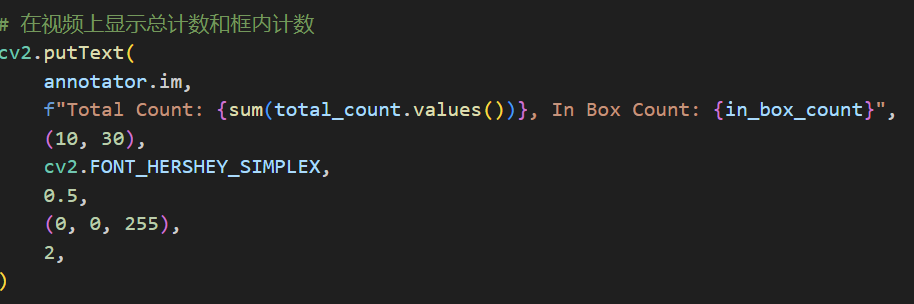 # 在视频上显示总计数和框内计数
cv2.putText(
    annotator.im,
    f"Total Count: {sum(total_count.values())}, In Box Count: {in_box_count}",
    (10, 30),
    cv2.FONT_HERSHEY_SIMPLEX,
    0.5,
    (0, 0, 255),
    2,
)